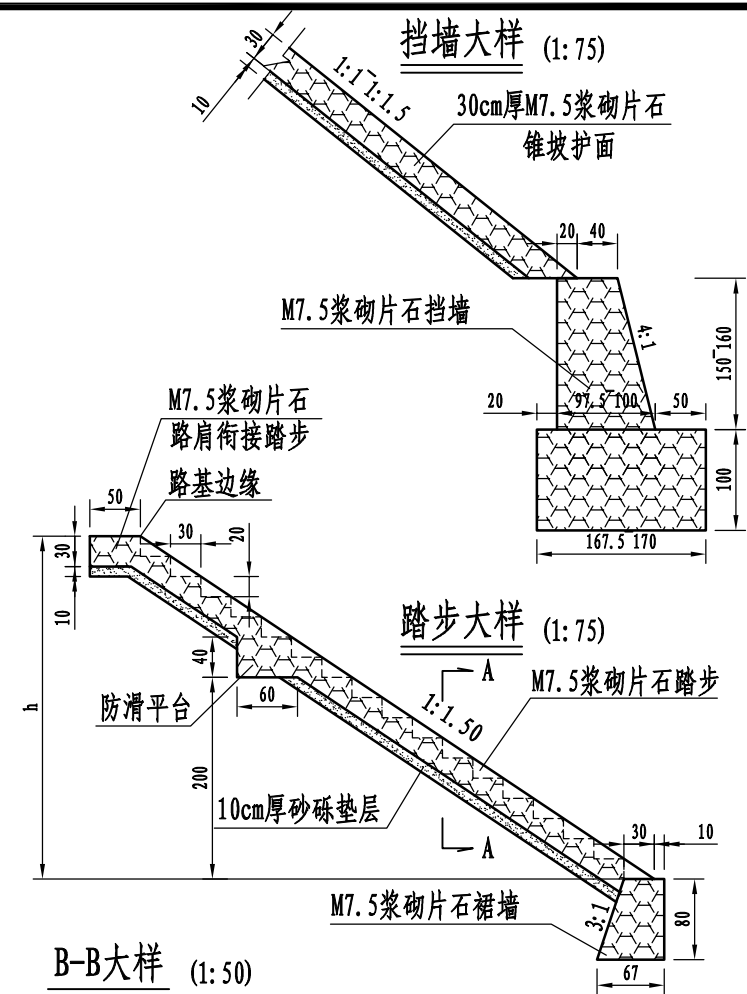 挡墙大样 (1:75)
30
10
1:1~1:1.5
30cm厚M7.5浆砌片石
锥坡护面
20 40
M7.5浆砌片石挡墙
4:1
150~160
20 97.5~100 50
100
167.5~170
M7.5浆砌片石
路肩衔接踏步
路基边缘
50
30
20
30
10
踏步大样 (1:75)
A
40
M7.5浆砌片石踏步
防滑平台
60
1:1.50
h
200
10cm厚砂砾垫层
A
30 10
M7.5浆砌片石裙墙
3:1
80
67
B-B大样 (1:50)